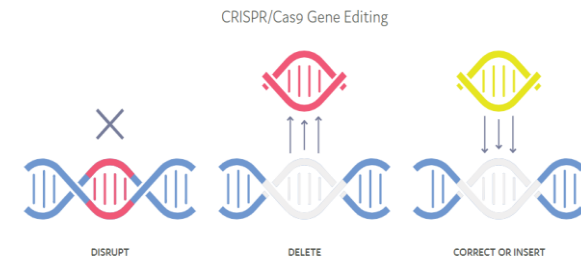 CRISPR/Cas9 Gene Editing
DISRUPT
DELETE
CORRECT OR INSERT